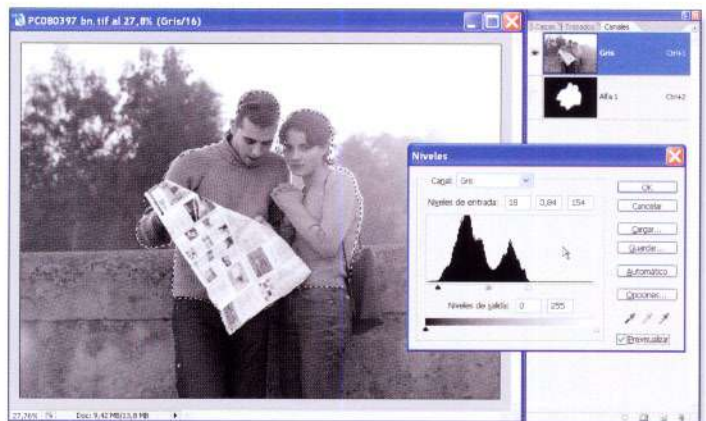 PC080397 bn.tif al 27,8% (Gris/16)
Capas Trazados Canales
Gris Ctrl+1
Alfa 1 Ctrl+2
Niveles
Canal: Gris
Niveles de entrada: 18 0,84 154
Niveles de salida: 0 255
OK
Cancelar
Cargar...
Guardar...
Automático
Opciones...
Previsualizar
27,78% Doc: 9,42 MB/13,8 MB